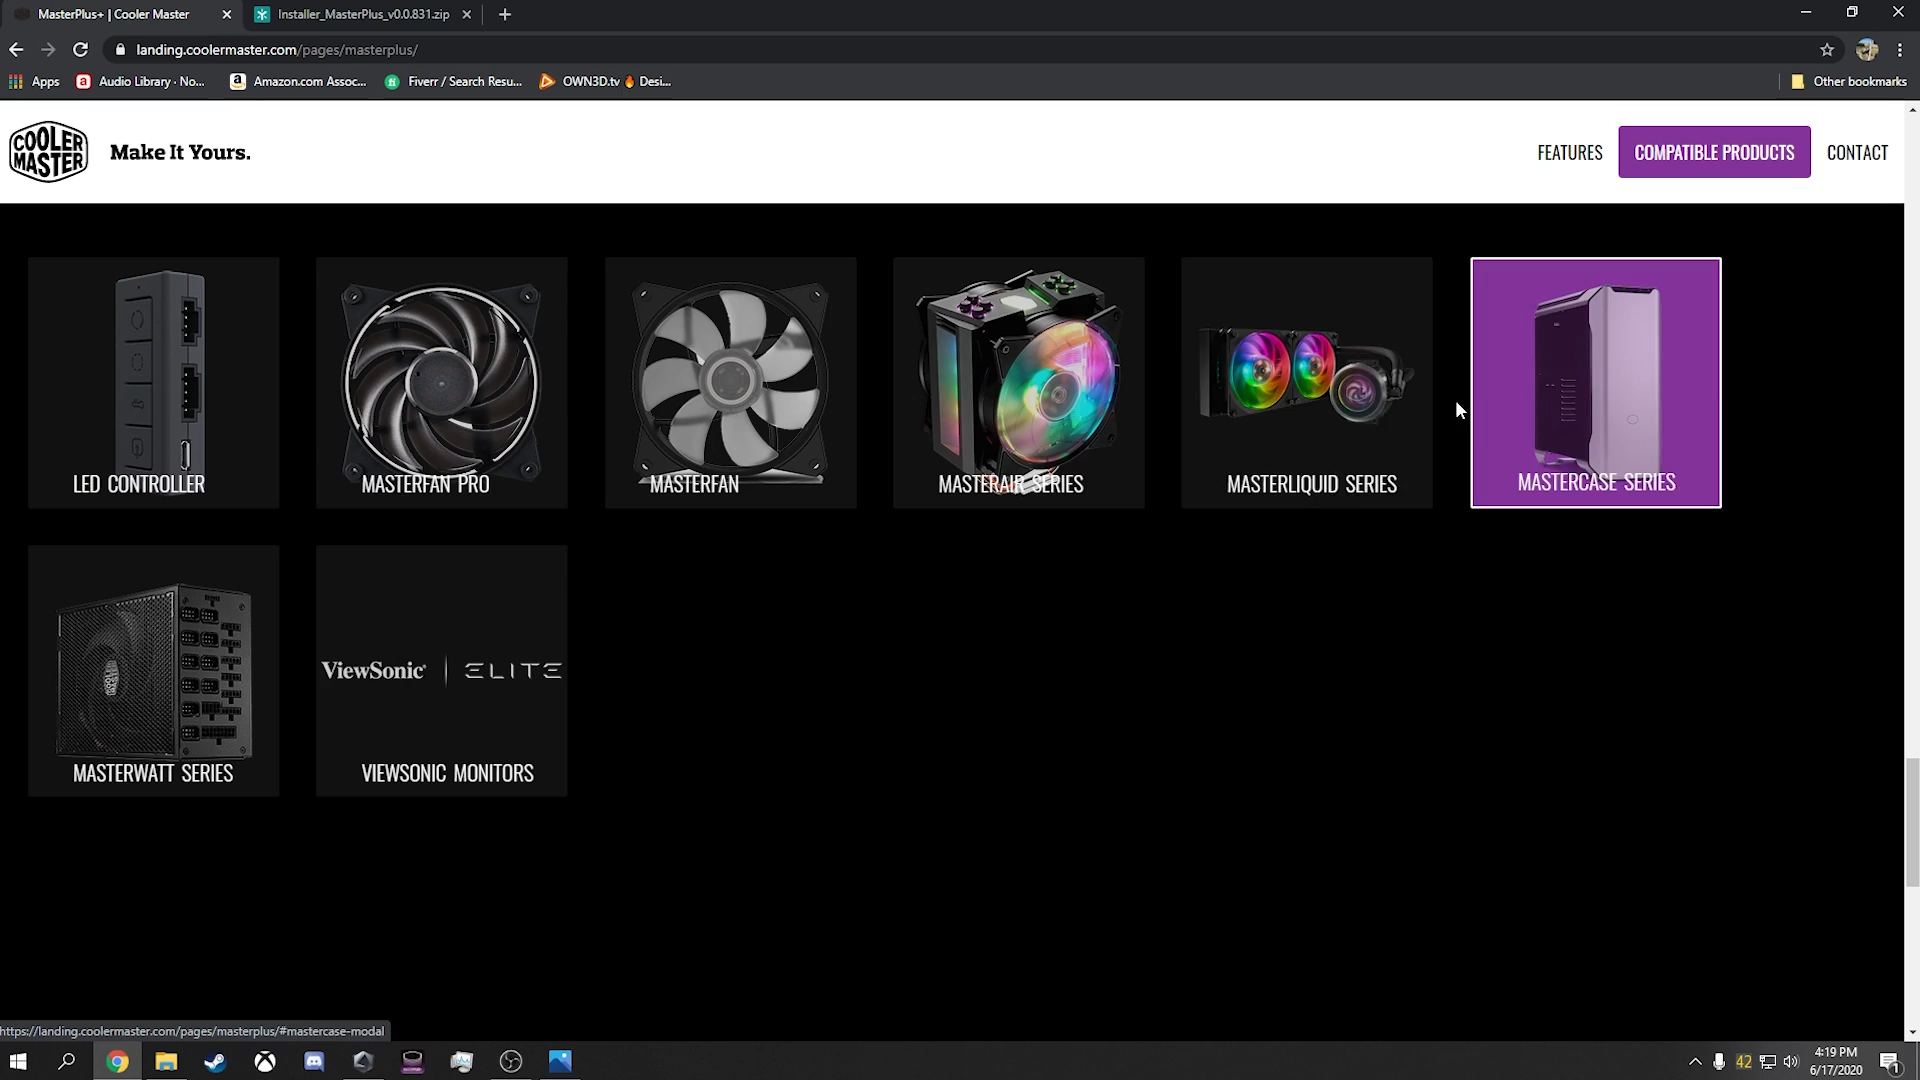 MasterPlus+ | Cooler Master
Installer_MasterPlus_v0.0.831.zip
landing.coolermaster.com/pages/masterplus/
Apps
Audio Library - No...
Amazon.com Assoc...
Fiverr / Search Resu...
OWN3D.tv 🔥 Desi...
Other bookmarks
COOLER MASTER
Make It Yours.
FEATURES
COMPATIBLE PRODUCTS
CONTACT
LED CONTROLLER
MASTERFAN PRO
MASTERFAN
MASTERAIR SERIES
MASTERLIQUID SERIES
MASTERCASE SERIES
ViewSonic | ELITE
MASTERWATT SERIES
VIEWSONIC MONITORS
https://landing.coolermaster.com/pages/masterplus/#mastercase-modal
42
4:19 PM
6/17/2020
1